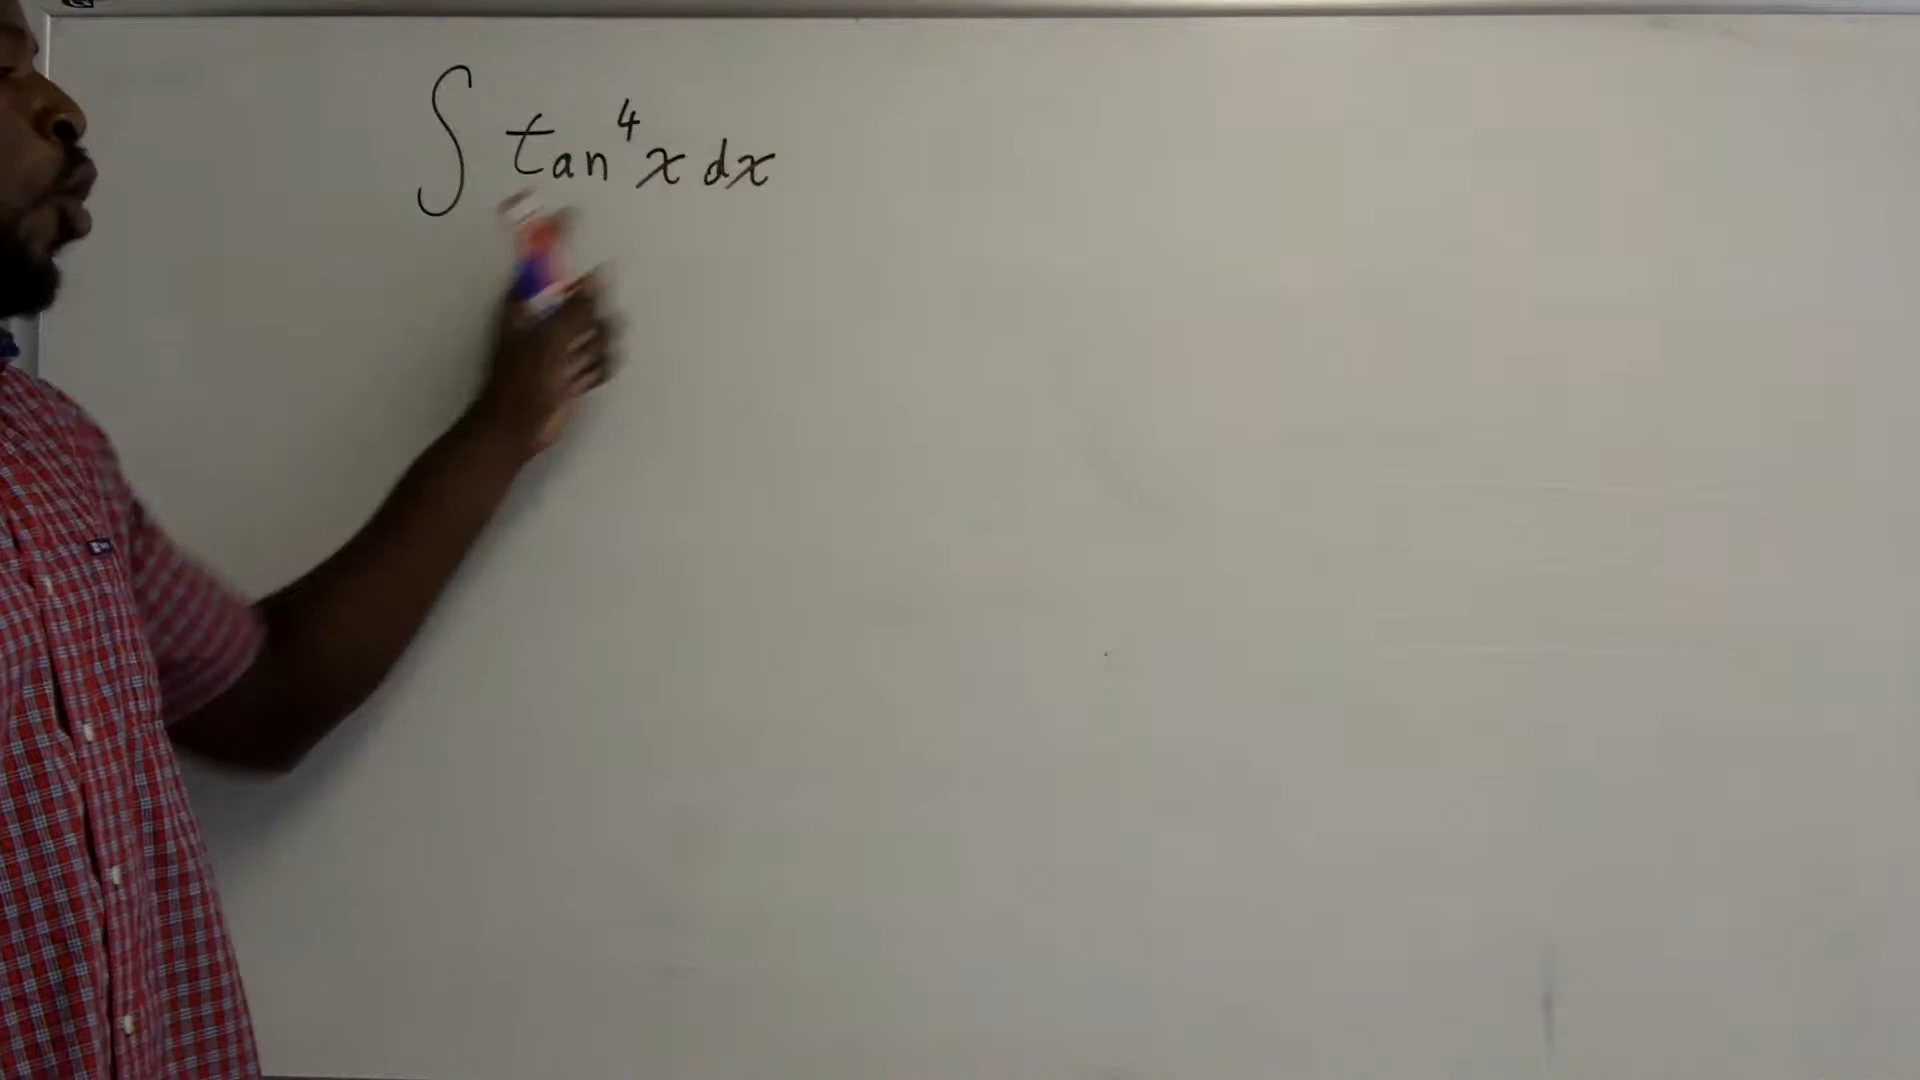 ∫ tan⁴x dx